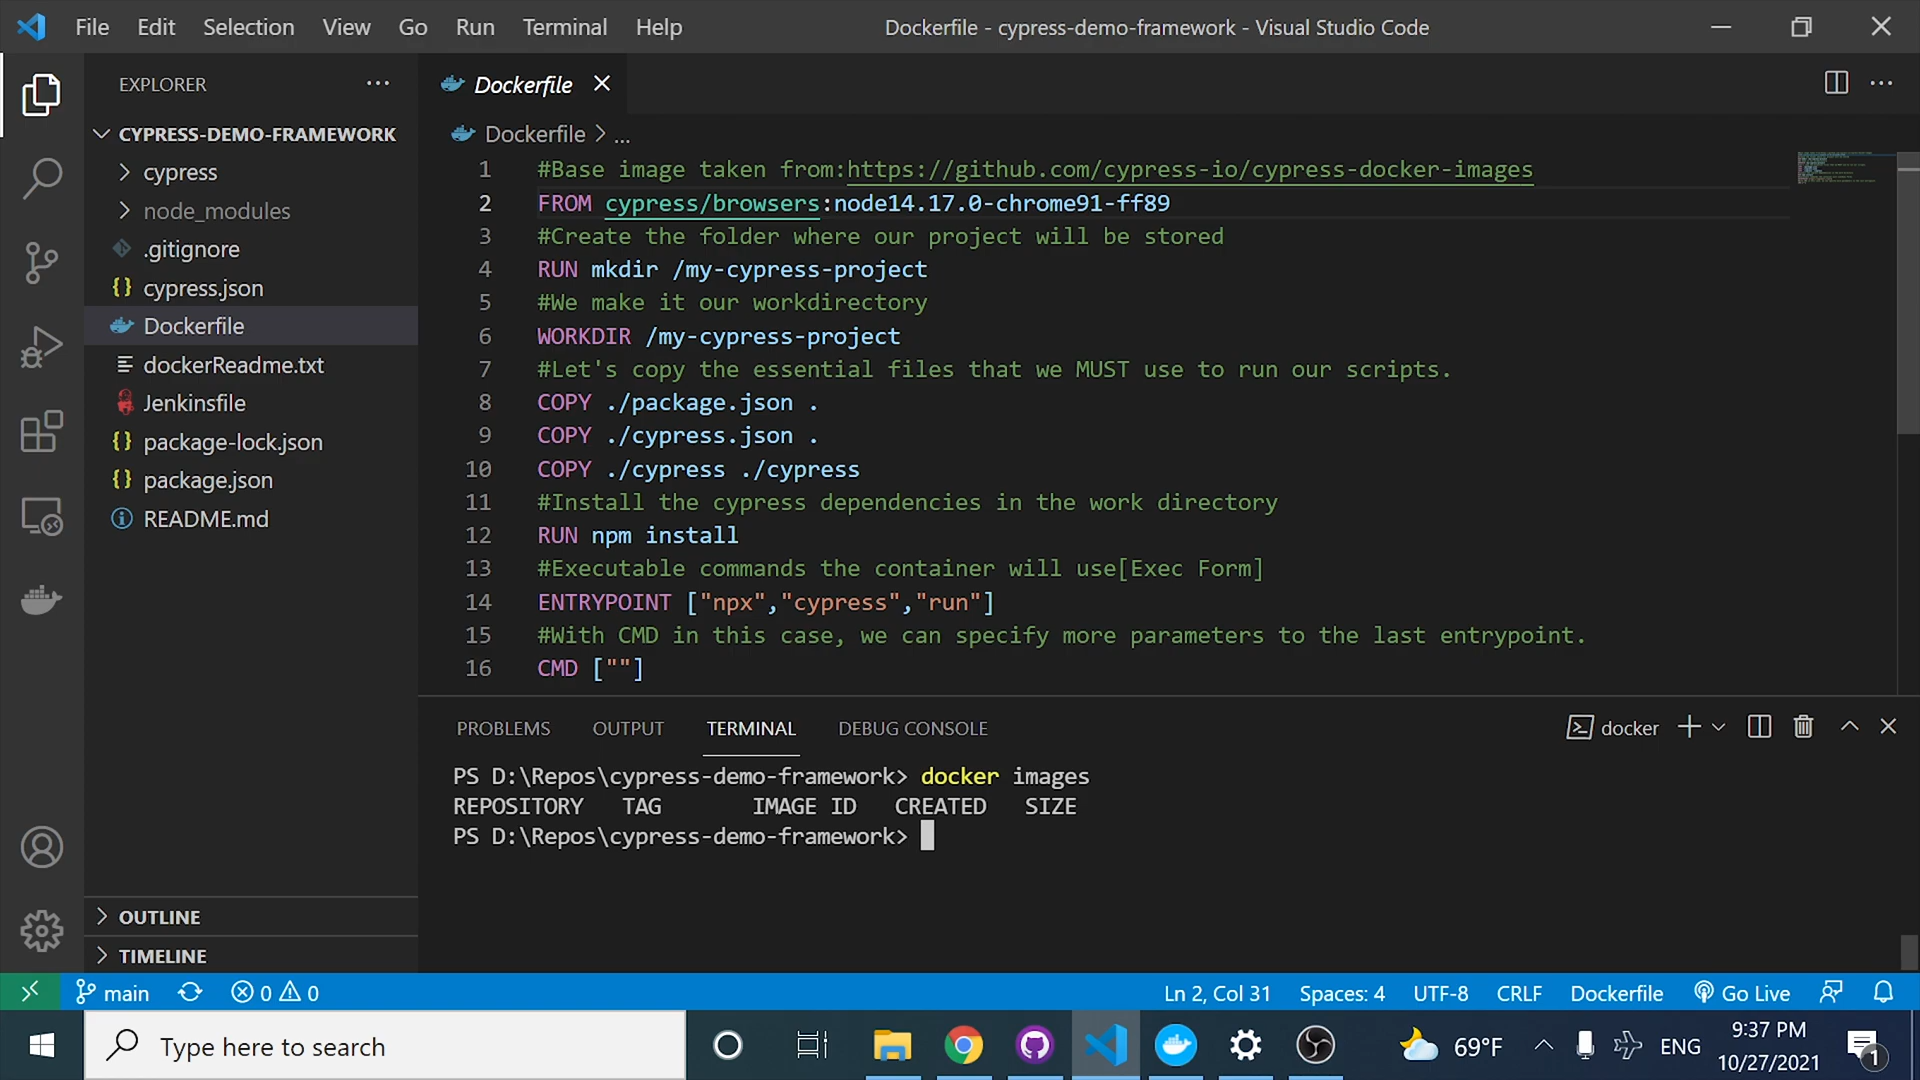 File Edit Selection View Go Run Terminal Help
Dockerfile - cypress-demo-framework - Visual Studio Code
EXPLORER
CYPRESS-DEMO-FRAMEWORK
cypress
node_modules
.gitignore
cypress.json
Dockerfile
dockerReadme.txt
Jenkinsfile
package-lock.json
package.json
README.md
OUTLINE
TIMELINE
Dockerfile
Dockerfile > ...
1 #Base image taken from:https://github.com/cypress-io/cypress-docker-images
2 FROM cypress/browsers:node14.17.0-chrome91-ff89
3 #Create the folder where our project will be stored
4 RUN mkdir /my-cypress-project
5 #We make it our workdirectory
6 WORKDIR /my-cypress-project
7 #Let's copy the essential files that we MUST use to run our scripts.
8 COPY ./package.json .
9 COPY ./cypress.json .
10 COPY ./cypress ./cypress
11 #Install the cypress dependencies in the work directory
12 RUN npm install
13 #Executable commands the container will use[Exec Form]
14 ENTRYPOINT ["npx","cypress","run"]
15 #With CMD in this case, we can specify more parameters to the last entrypoint.
16 CMD [""]
PROBLEMS OUTPUT TERMINAL DEBUG CONSOLE
docker
PS D:\Repos\cypress-demo-framework> docker images
REPOSITORY TAG IMAGE ID CREATED SIZE
PS D:\Repos\cypress-demo-framework>
main 0 0 Ln 2, Col 31 Spaces: 4 UTF-8 CRLF Dockerfile Go Live
Type here to search
69°F
ENG
9:37 PM
10/27/2021
1